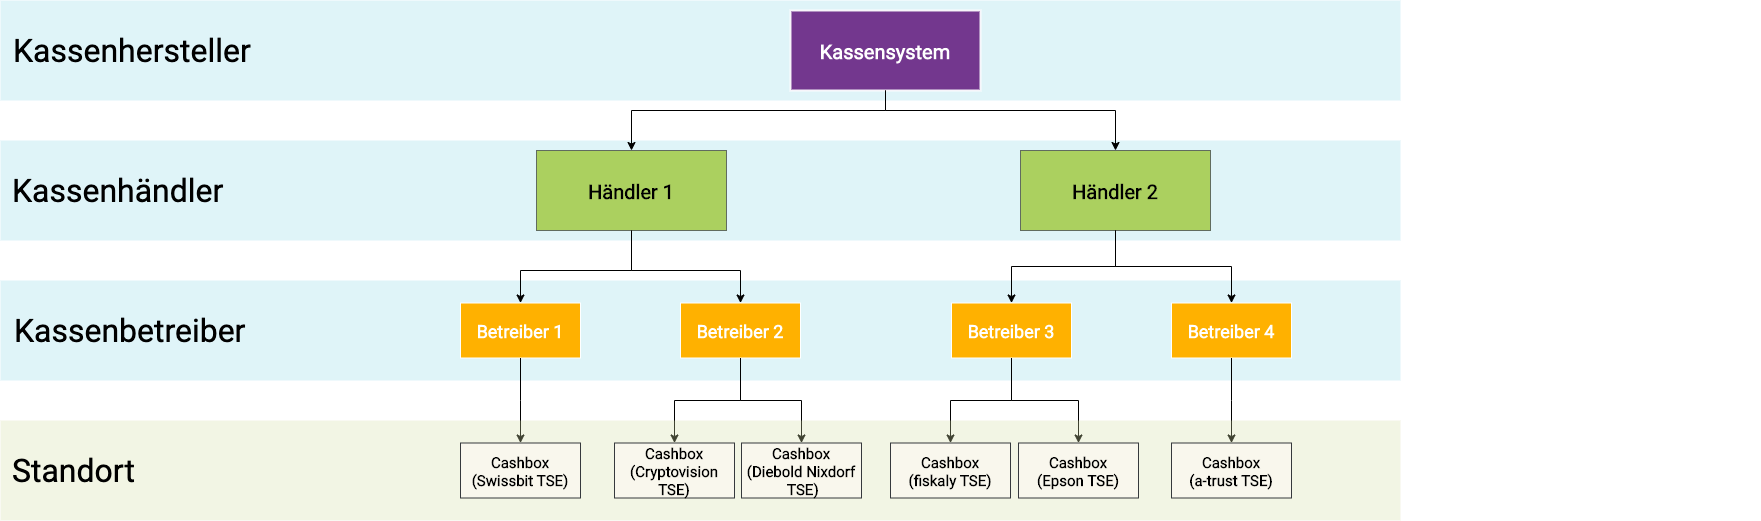 Kassenhersteller
Kassensystem
Kassenhändler
Händler 1
Händler 2
Kassenbetreiber
Betreiber 1
Betreiber 2
Betreiber 3
Betreiber 4
Standort
Cashbox
(Swissbit TSE)
Cashbox
(Cryptovision
TSE)
Cashbox
(Diebold Nixdorf
TSE)
Cashbox
(fiskaly TSE)
Cashbox
(Epson TSE)
Cashbox
(a-trust TSE)